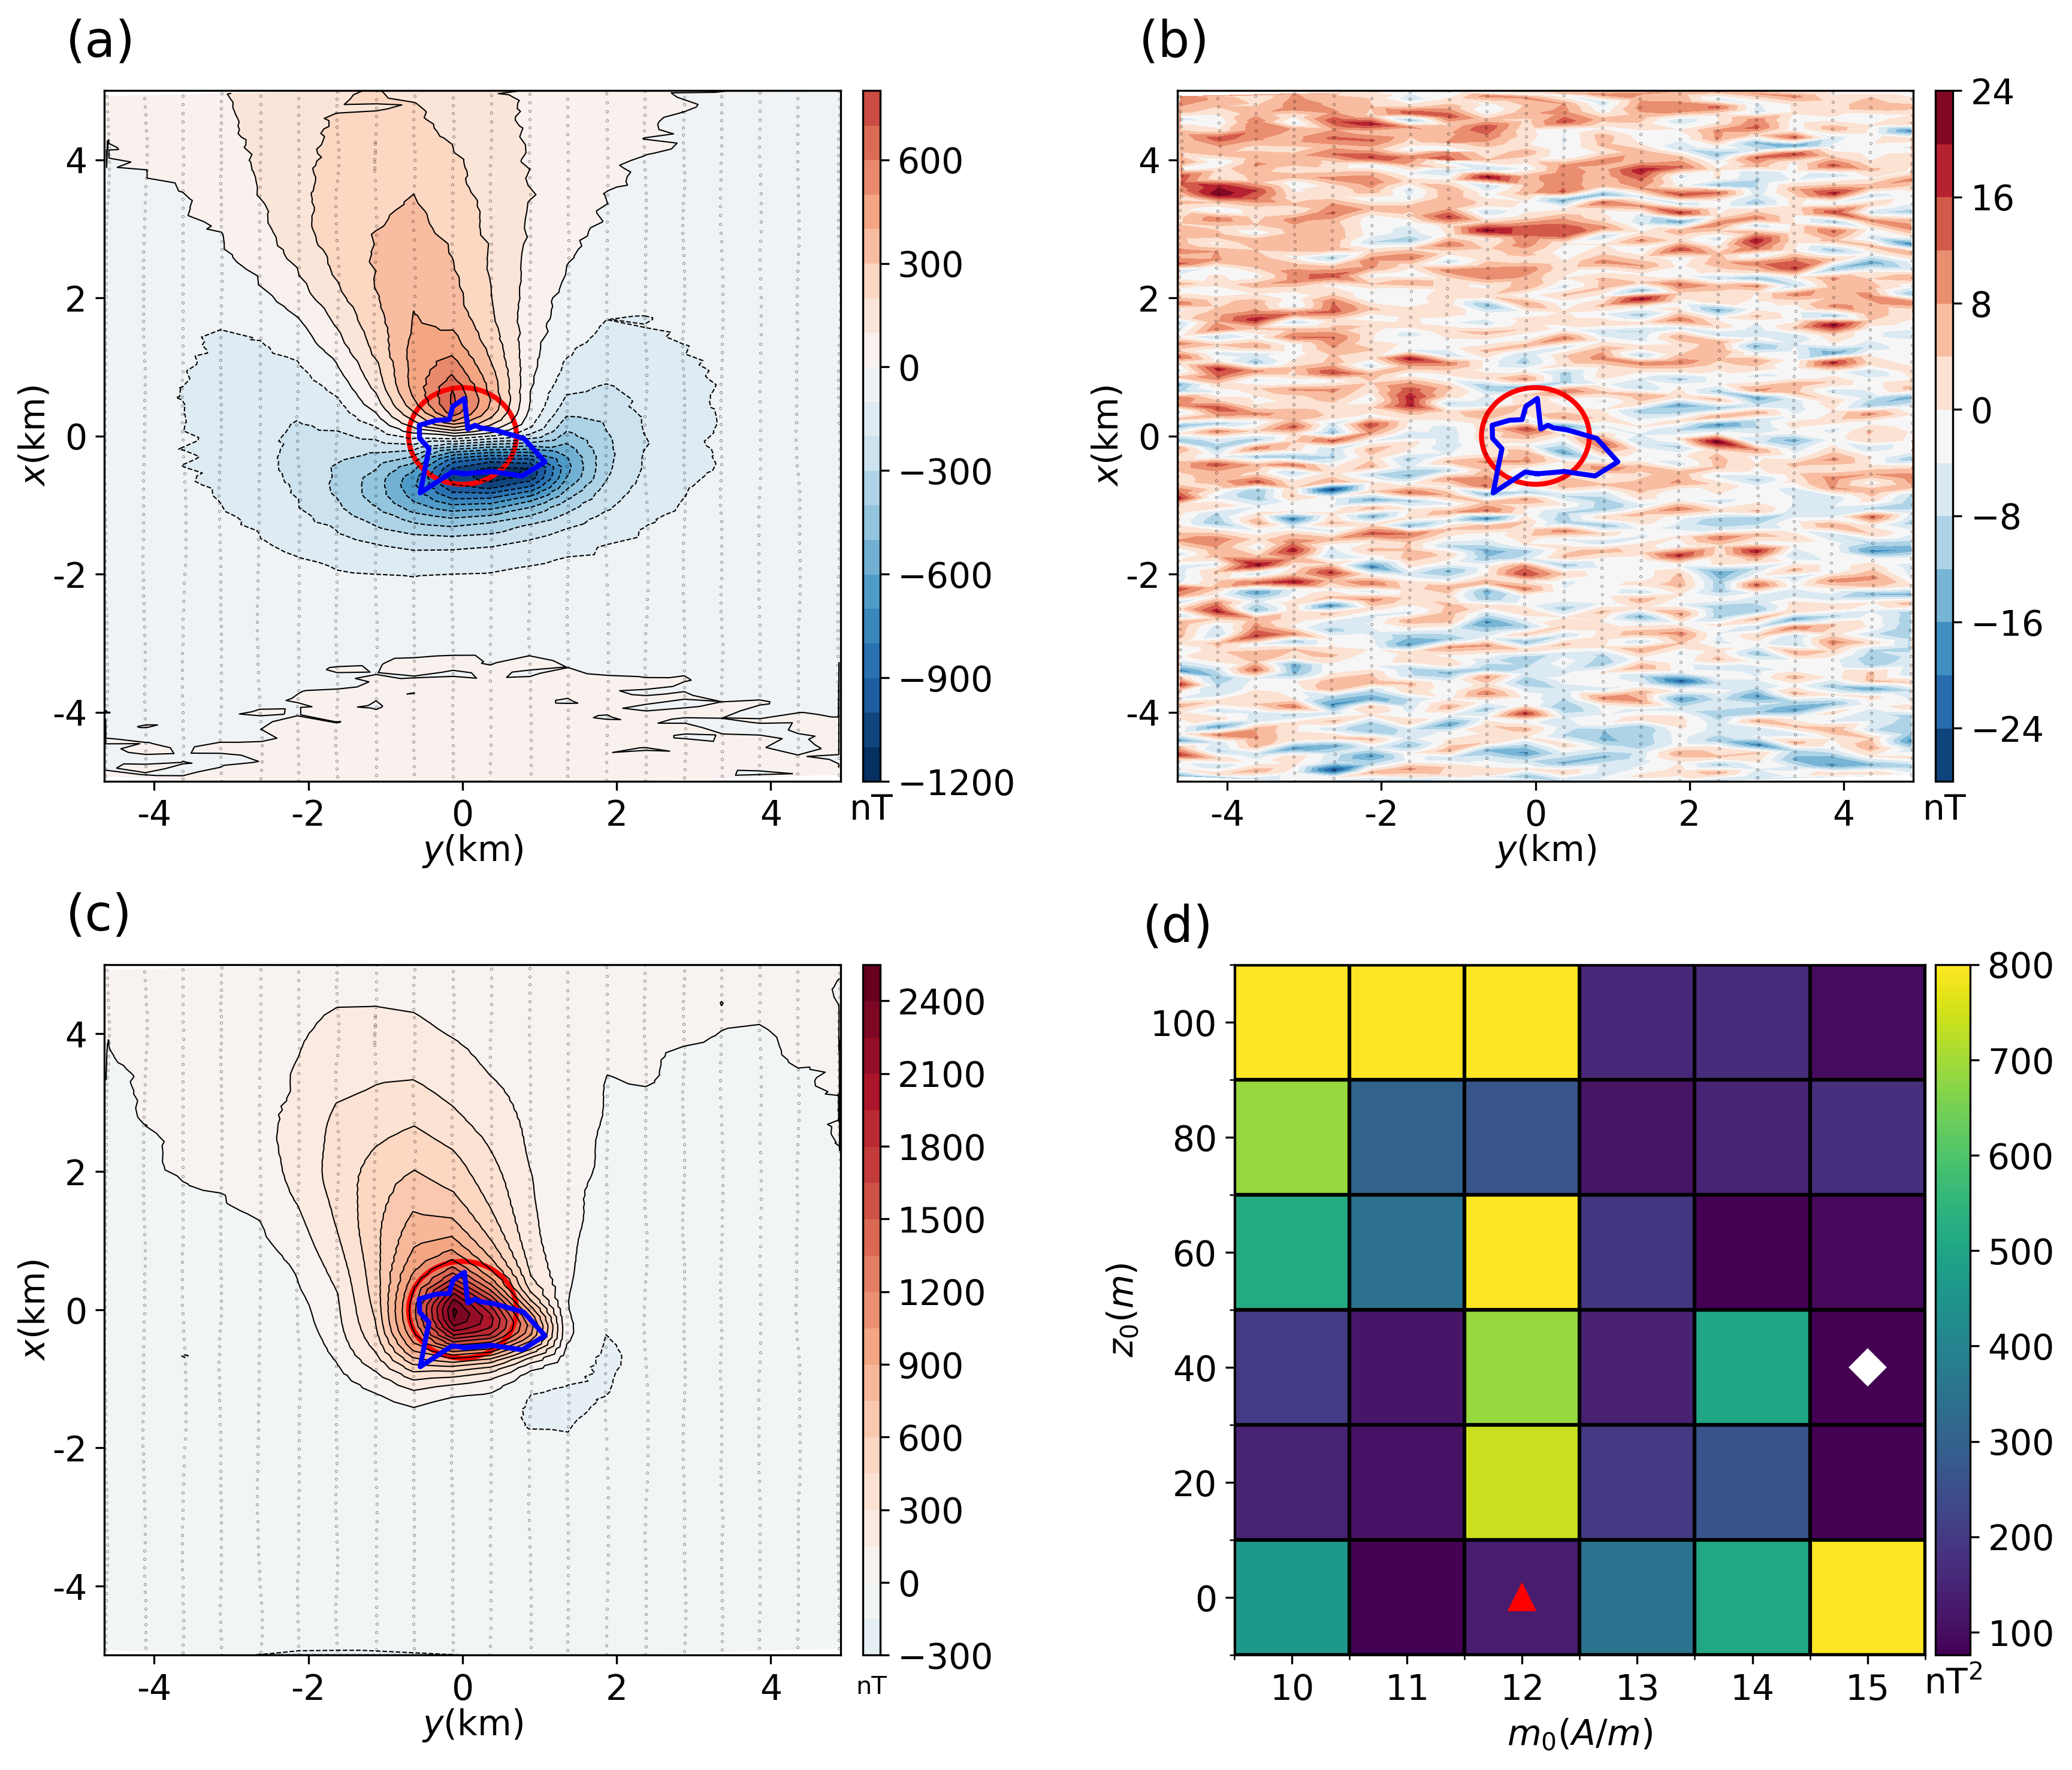 (a)
4
2
0
-2
-4
x(km)
-4 -2 0 2 4
y(km)
600
300
0
−300
−600
−900
−1200
nT
(b)
4
2
0
-2
-4
x(km)
-4 -2 0 2 4
y(km)
24
16
8
0
−8
−16
−24
nT
(c)
4
2
0
-2
-4
x(km)
-4 -2 0 2 4
y(km)
2400
2100
1800
1500
1200
900
600
300
0
−300
nT
(d)
100
80
60
40
20
0
z₀(m)
10 11 12 13 14 15
m₀(A/m)
800
700
600
500
400
300
200
100
nT²